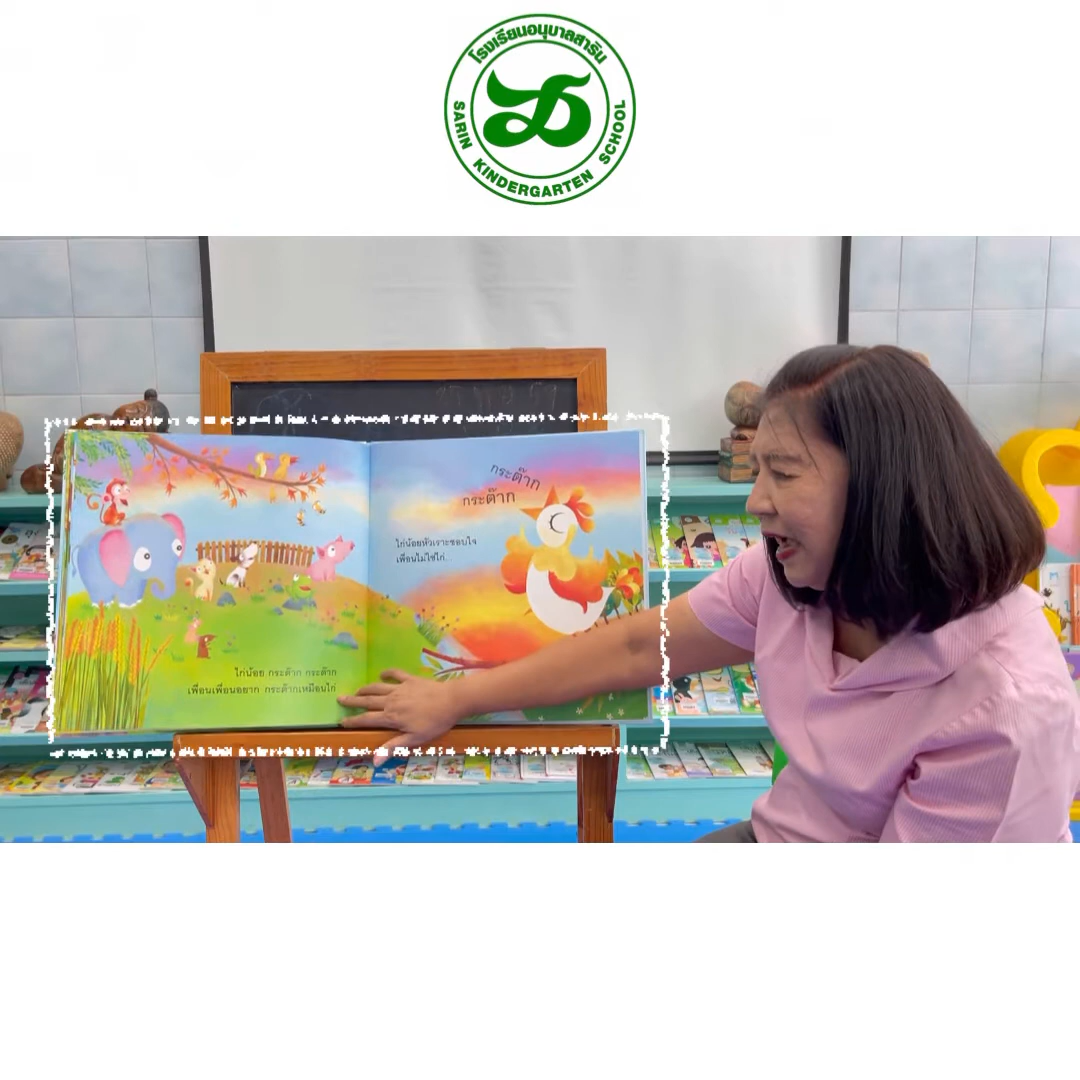 โรงเรียนอนุบาลสาริน
SARIN KINDERGARTEN SCHOOL
ไก่น้อย กระต๊าก กระต๊าก
เพื่อนเพื่อนอยาก กระต๊ากเหมือนไก่
กระต๊าก
กระต๊าก
ไก่น้อยหัวเราะชอบใจ
เพื่อนไม่ใช่ไก่...